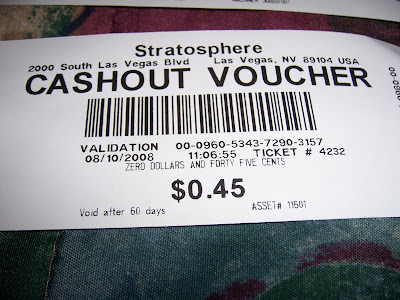 Stratosphere
2000 South Las Vegas Blvd Las Vegas, NV 89104 USA
CASHOUT VOUCHER
VALIDATION 00-0960-5343-7290-3157
08/10/2008 11:06:55 TICKET # 4232
ZERO DOLLARS AND FORTY FIVE CENTS
$0.45
Void after 60 days ASSET# 11601